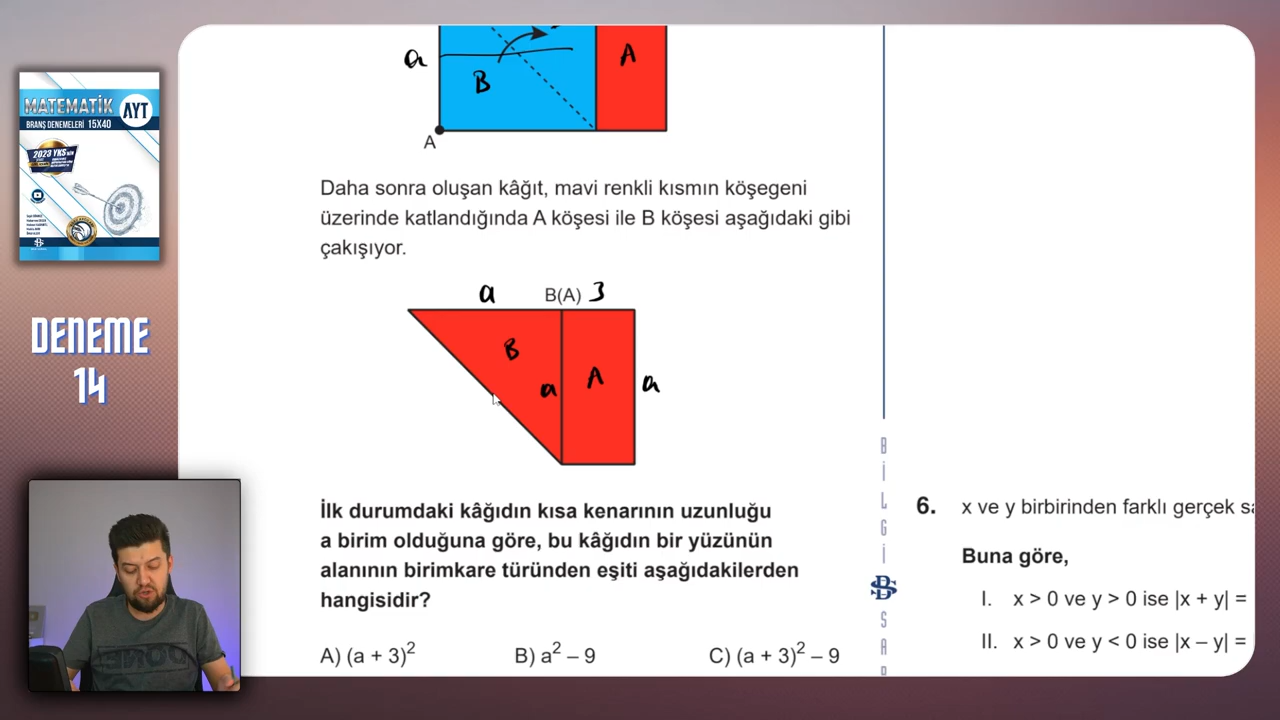 a
B
A
A
MATEMATİK
AYT
BRANŞ DENEMELERİ 15X40
2023 YKS'NİN
DENEME
14
Daha sonra oluşan kâğıt, mavi renkli kısmın köşegeni
üzerinde katlandığında A köşesi ile B köşesi aşağıdaki gibi
çakışıyor.
a
B(A)
3
B
a
A
a
İlk durumdaki kâğıdın kısa kenarının uzunluğu
a birim olduğuna göre, bu kâğıdın bir yüzünün
alanının birimkare türünden eşiti aşağıdakilerden
hangisidir?
A) (a + 3)²
B) a² – 9
C) (a + 3)² – 9
B
İ
L
G
İ
S
A
6. x ve y birbirinden farklı gerçek
Buna göre,
I. x > 0 ve y > 0 ise |x + y| =
II. x > 0 ve y < 0 ise |x – y| =